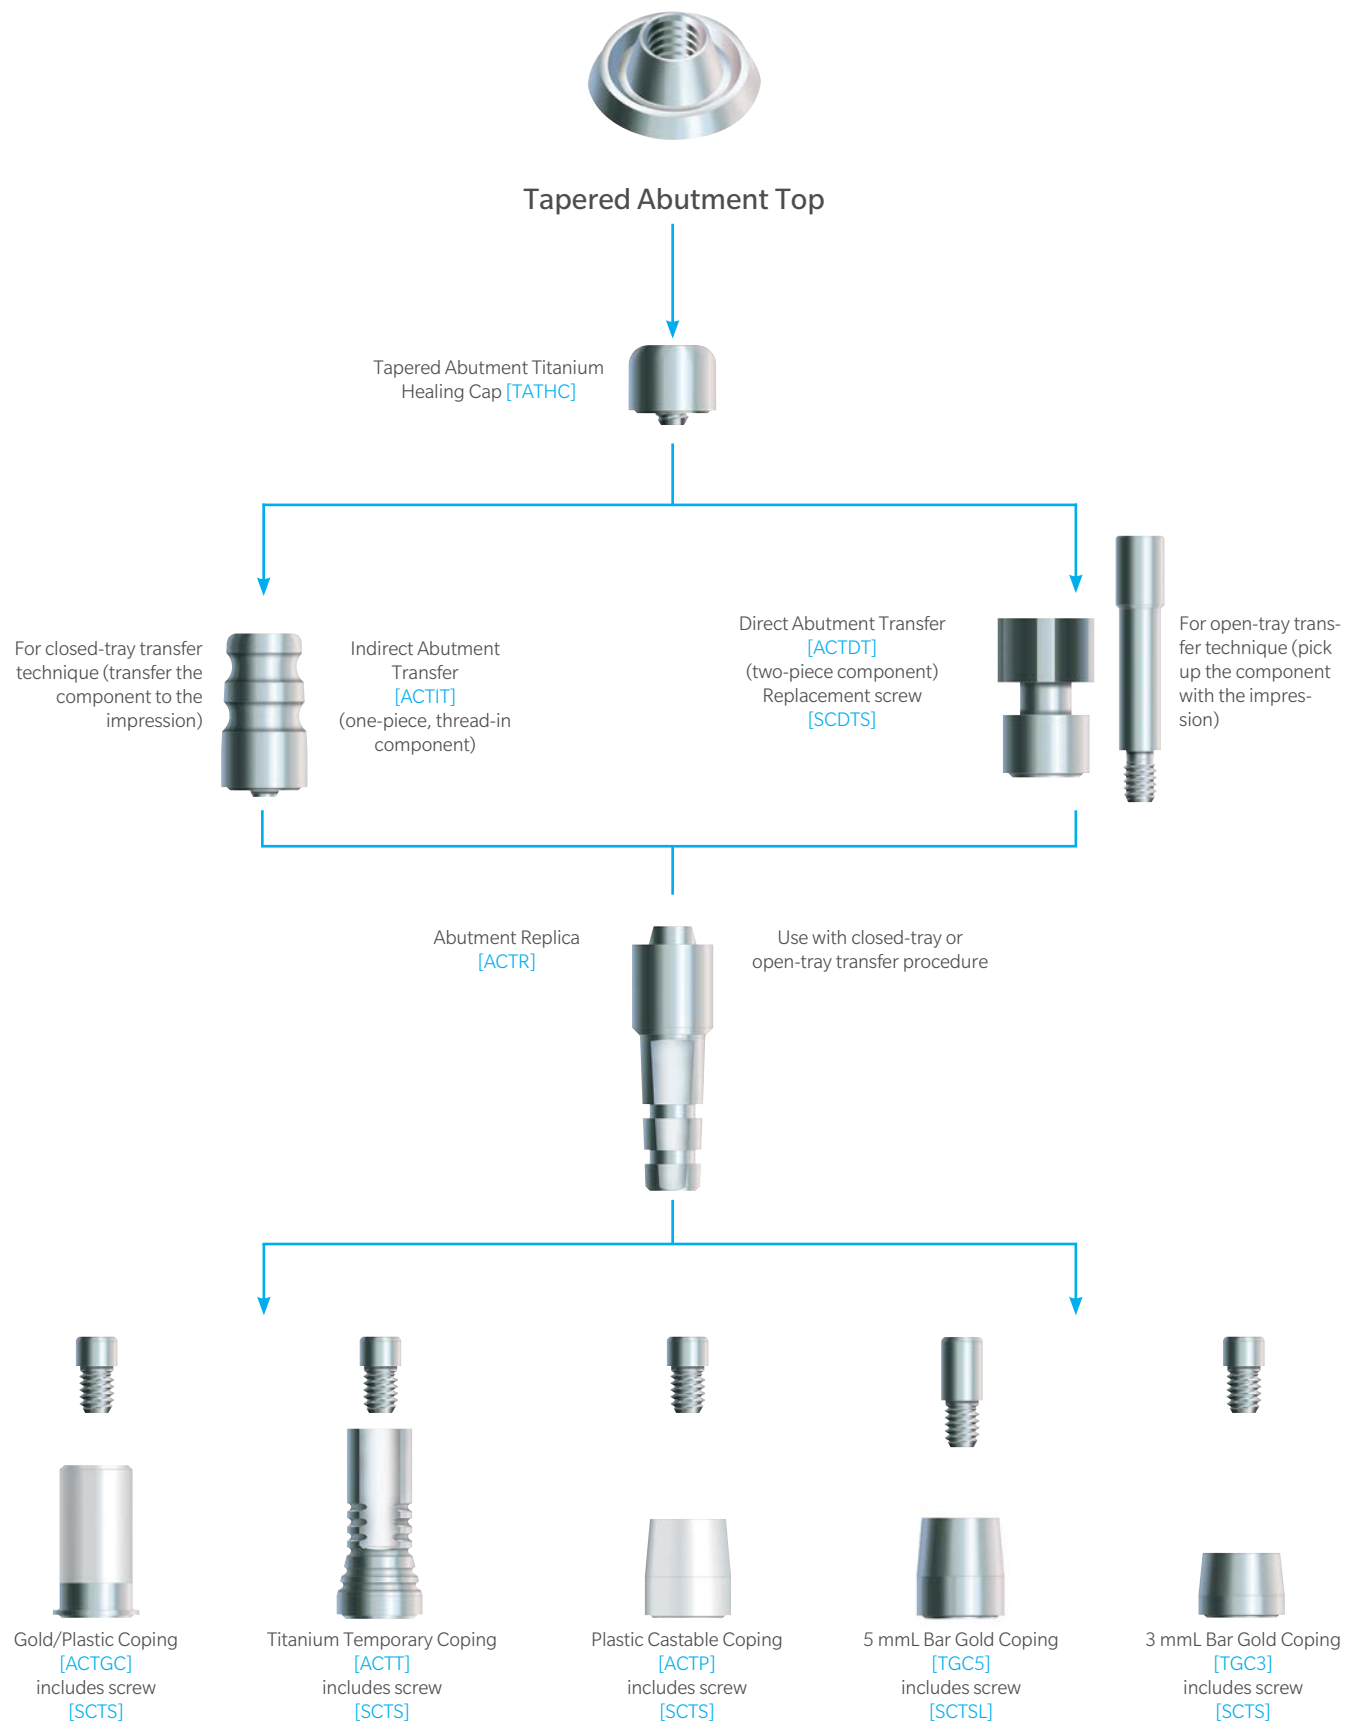 Tapered Abutment Top
Tapered Abutment Titanium
Healing Cap [TATHC]
For closed-tray transfer
technique (transfer the
component to the
impression)
Indirect Abutment
Transfer
[ACTIT]
(one-piece, thread-in
component)
Direct Abutment Transfer
[ACTDT]
(two-piece component)
Replacement screw
[SCDTS]
For open-tray trans-
fer technique (pick
up the component
with the impres-
sion)
Abutment Replica
[ACTR]
Use with closed-tray or
open-tray transfer procedure
Gold/Plastic Coping
[ACTGC]
includes screw
[SCTS]
Titanium Temporary Coping
[ACTT]
includes screw
[SCTS]
Plastic Castable Coping
[ACTP]
includes screw
[SCTS]
5 mmL Bar Gold Coping
[TGC5]
includes screw
[SCTSL]
3 mmL Bar Gold Coping
[TGC3]
includes screw
[SCTS]